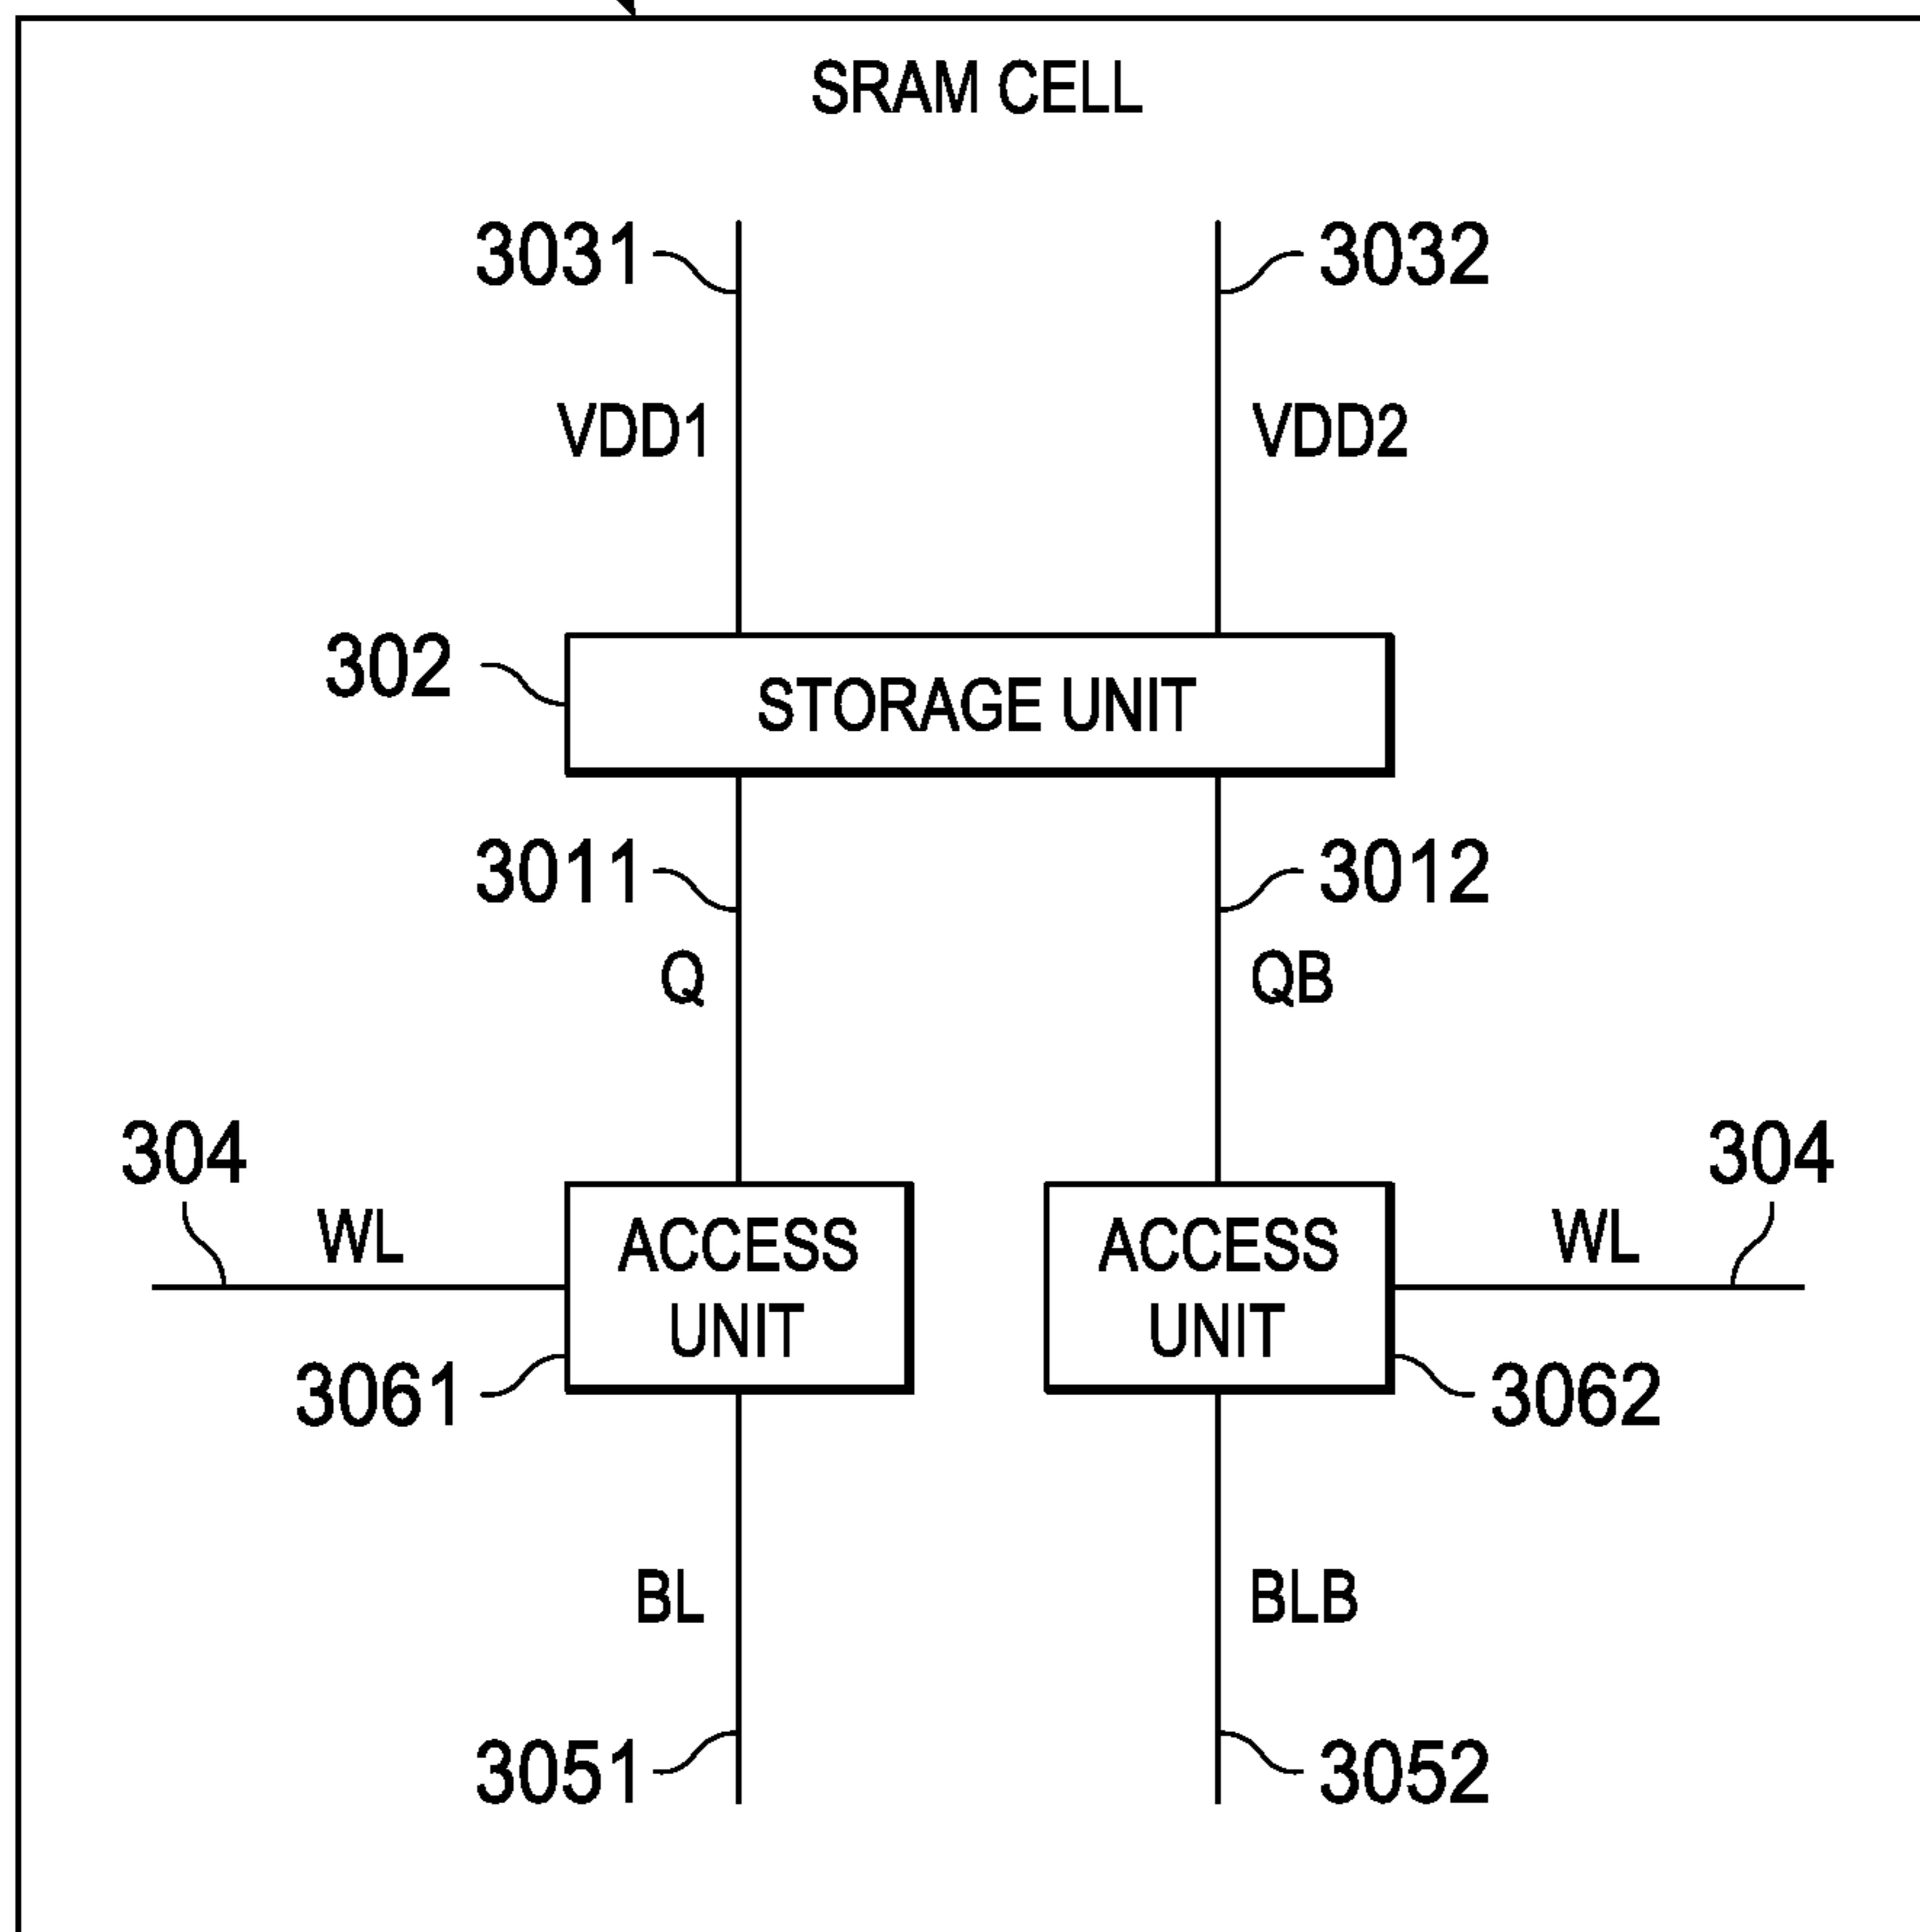 SRAM CELL
3031
3032
VDD1
VDD2
302
STORAGE UNIT
3011
3012
Q
QB
304
304
WL
ACCESS
UNIT
ACCESS
UNIT
WL
3061
3062
BL
BLB
3051
3052